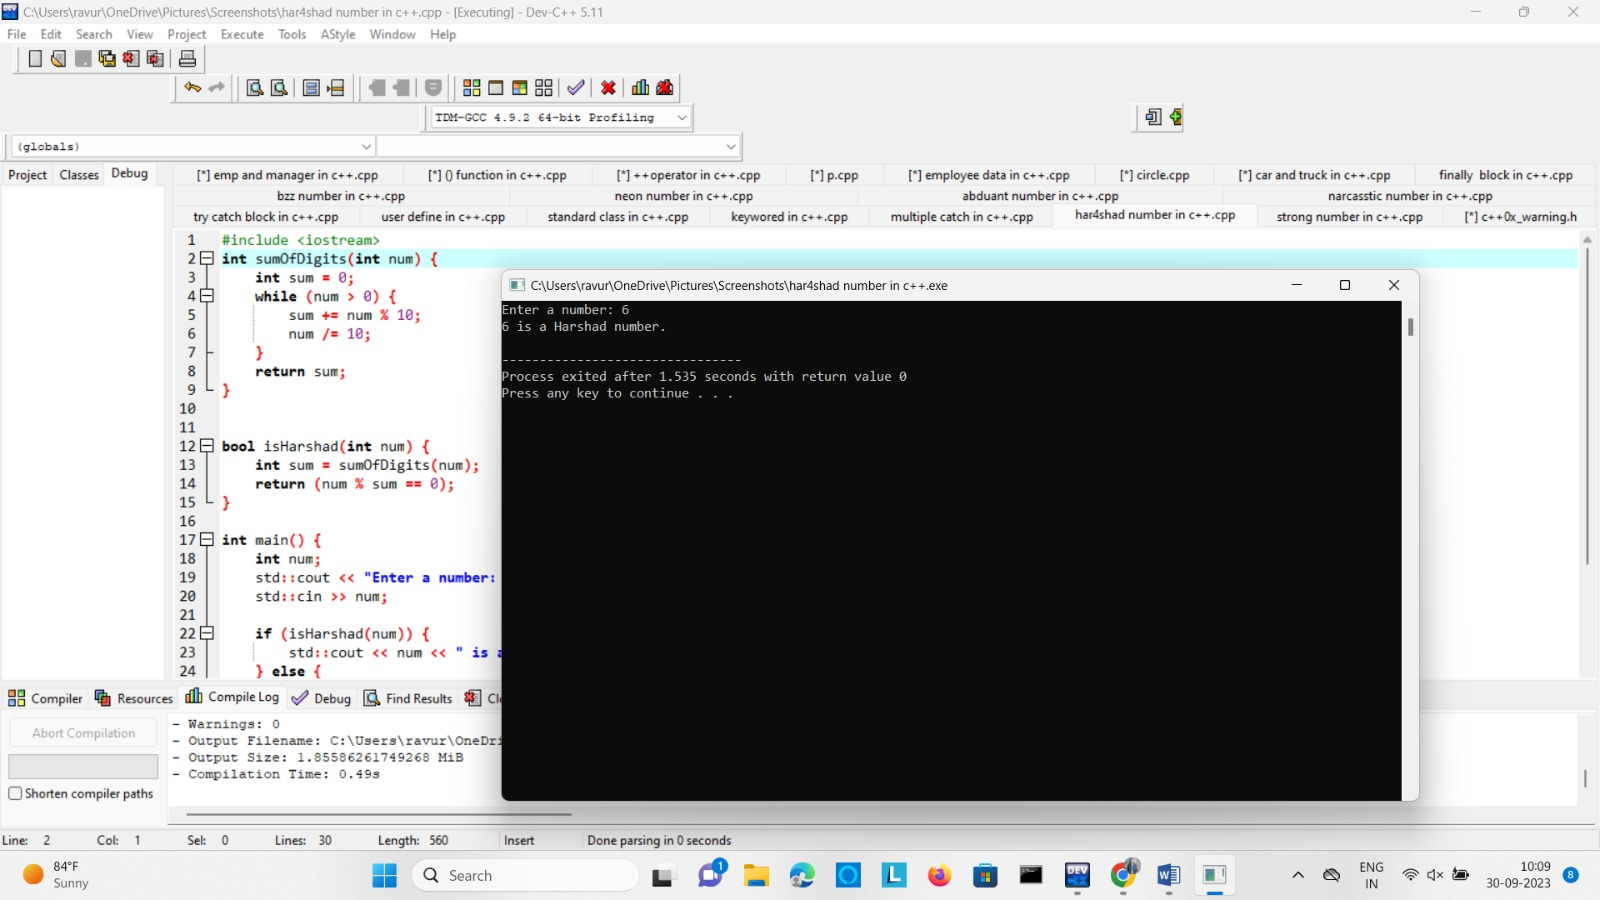 C:\Users\ravur\OneDrive\Pictures\Screenshots\har4shad number in c++.cpp - [Executing] - Dev-C++ 5.11
File Edit Search View Project Execute Tools AStyle Window Help
TDM-GCC 4.9.2 64-bit Profiling
(globals)
Project Classes Debug
[*] emp and manager in c++.cpp [*] () function in c++.cpp [*] ++operator in c++.cpp [*] p.cpp [*] employee data in c++.cpp [*] circle.cpp [*] car and truck in c++.cpp finally block in c++.cpp
bzz number in c++.cpp neon number in c++.cpp abduant number in c++.cpp narcasstic number in c++.cpp
try catch block in c++.cpp user define in c++.cpp standard class in c++.cpp keywored in c++.cpp multiple catch in c++.cpp har4shad number in c++.cpp strong number in c++.cpp [*] c++0x_warning.h
1 #include <iostream>
2 int sumOfDigits(int num) {
3 int sum = 0;
4 while (num > 0) {
5 sum += num % 10;
6 num /= 10;
7 }
8 return sum;
9 }
10
11
12 bool isHarshad(int num) {
13 int sum = sumOfDigits(num);
14 return (num % sum == 0);
15 }
16
17 int main() {
18 int num;
19 std::cout << "Enter a number:
20 std::cin >> num;
21
22 if (isHarshad(num)) {
23 std::cout << num << " is a
24 } else {
C:\Users\ravur\OneDrive\Pictures\Screenshots\har4shad number in c++.exe
Enter a number: 6
6 is a Harshad number.
--------------------------------
Process exited after 1.535 seconds with return value 0
Press any key to continue . . .
Compiler Resources Compile Log Debug Find Results Cl
Abort Compilation
Shorten compiler paths
- Warnings: 0
- Output Filename: C:\Users\ravur\OneDri
- Output Size: 1.85586261749268 MiB
- Compilation Time: 0.49s
Line: 2 Col: 1 Sel: 0 Lines: 30 Length: 560 Insert Done parsing in 0 seconds
84°F
Sunny
Search
1
L
DEV
W
ENG
IN
10:09
30-09-2023
8